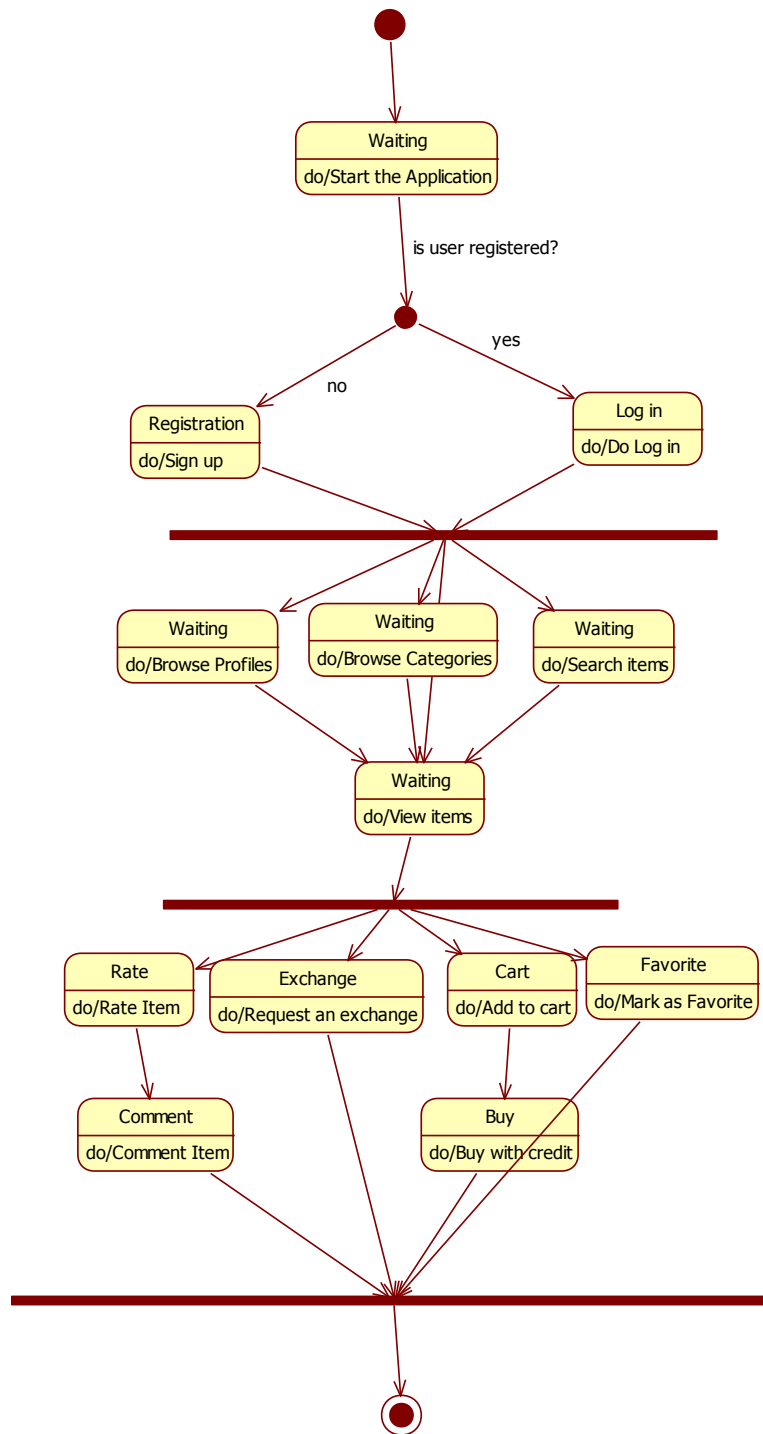 Waiting
do/Start the Application
is user registered?
yes
no
Log in
do/Do Log in
Registration
do/Sign up
Waiting
do/Browse Profiles
Waiting
do/Browse Categories
Waiting
do/Search items
Waiting
do/View items
Rate
do/Rate Item
Exchange
do/Request an exchange
Cart
do/Add to cart
Favorite
do/Mark as Favorite
Comment
do/Comment Item
Buy
do/Buy with credit